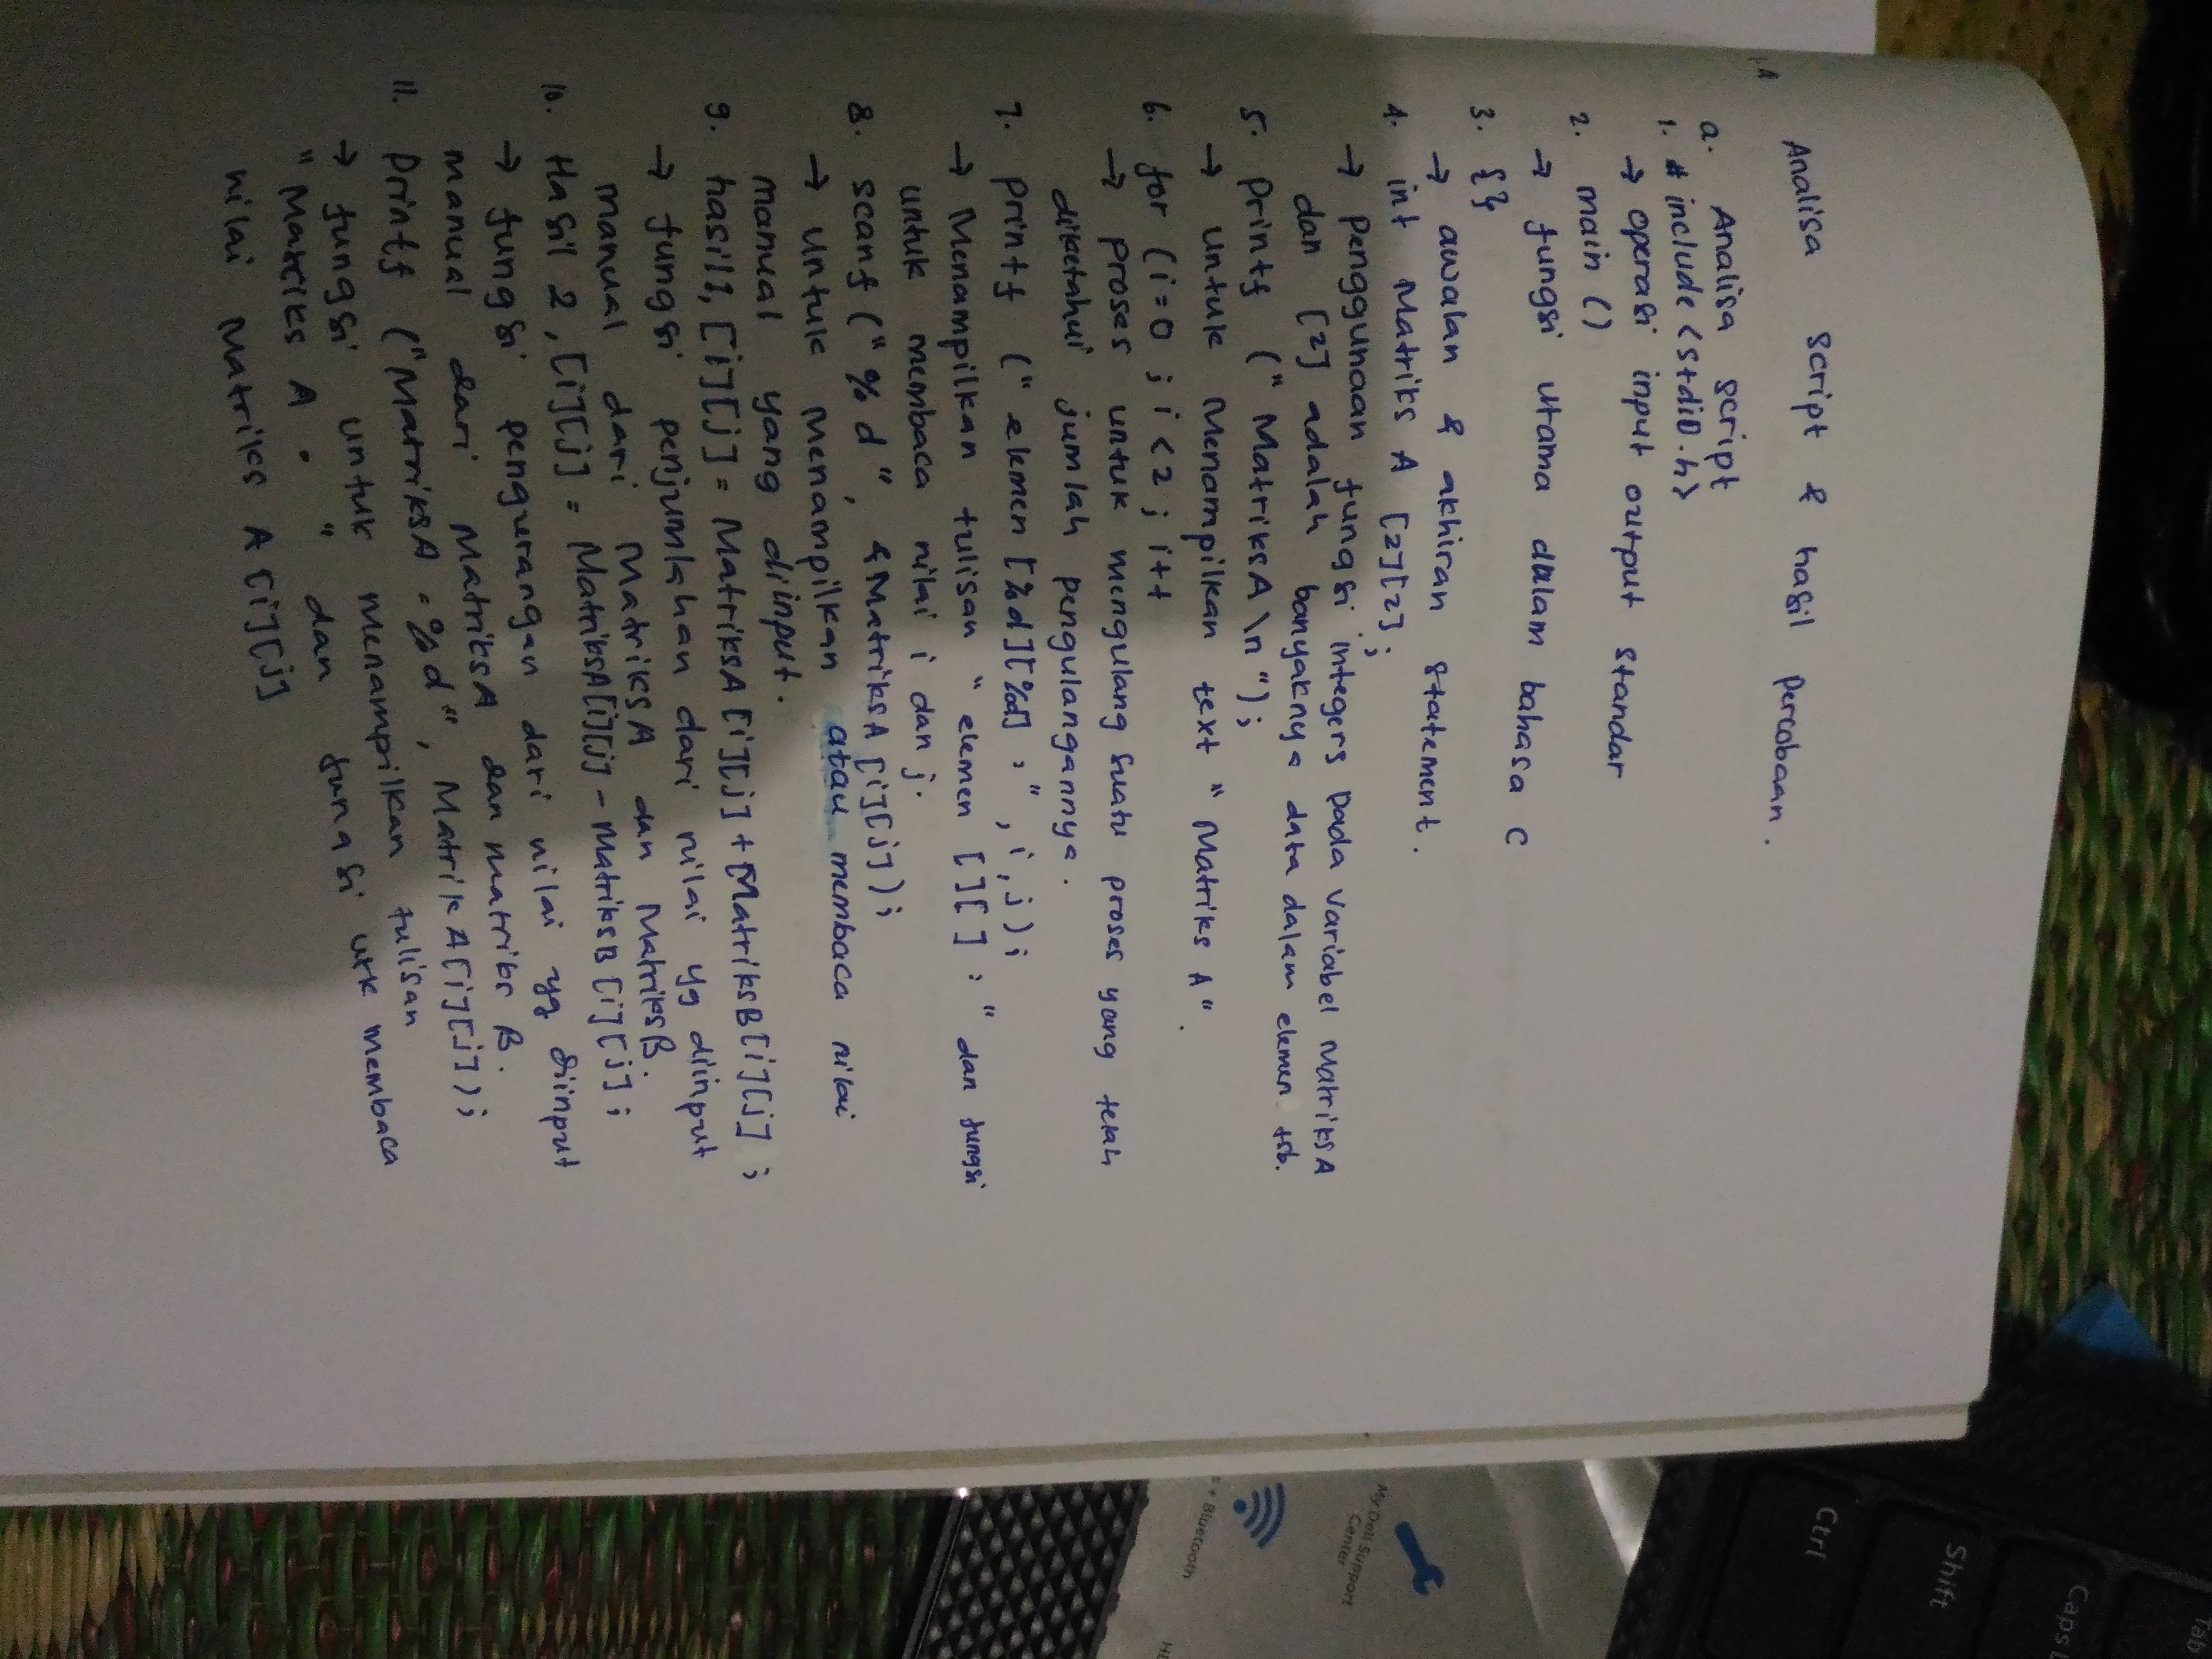 1.A
Analisa script & hasil percobaan.
a. Analisa script
1. # include <stdio.h>
→ operasi input output standar
2. main ()
→ fungsi utama dalam bahasa C
3. {}
→ awalan & akhiran statement.
4. int Matriks A [2][2];
→ Penggunaan fungsi integers pada variabel MatriksA
dan [2] adalah banyaknya data dalam elemen tsb.
5. Printf (" MatriksA \n");
→ untuk Menampilkan text " Matriks A".
6. for (i=0 ; i<2 ; i++
→ Proses untuk mengulang suatu proses yang telah
diketahui jumlah pengulangannya.
7. Printf (" elemen [%d][%d] : ", i, j);
→ Menampilkan tulisan " elemen [ ][ ] : " dan fungsi
untuk membaca nilai i dan j.
8. scanf ("%d", &MatriksA [i][j]);
→ untuk Menampilkan atau membaca nilai
manual yang diinput.
9. hasil1, [i][j] = MatriksA [i][j] + MatriksB[i][j];
→ fungsi penjumlahan dari nilai yg diinput
manual dari MatriksA dan MatriksB.
10. Hasil 2, [i][j] = MatriksA[i][j] - MatriksB[i][j];
→ fungsi pengurangan dari nilai yg diinput
manual dari MatriksA dan matriks B.
11. Printf ("MatriksA : %d", MatrikA[i][j]);
→ fungsi untuk menampilkan tulisan
"Matriks A : " dan fungsi utk membaca
nilai Matriks A [i][j]
My Dell Support
Center
+ Bluetooth
Ctrl
Shift
Caps
Tab